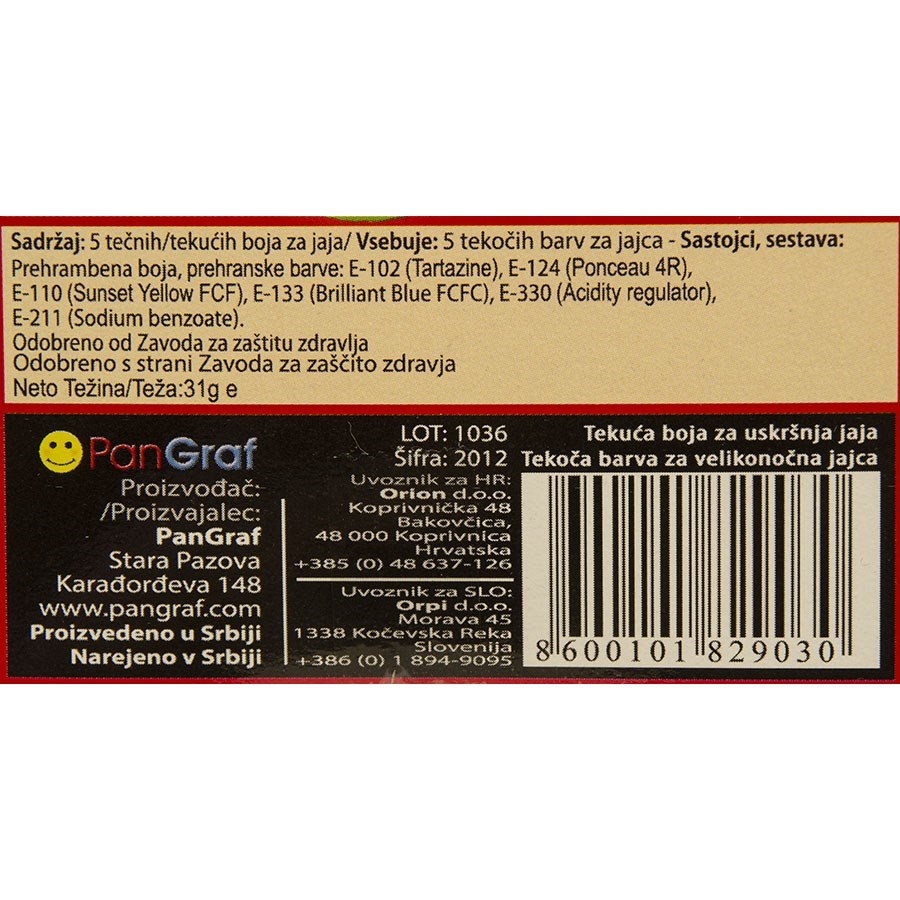 Sadržaj: 5 tečnih/tekućih boja za jaja/ Vsebuje: 5 tekočih barv za jajca - Sastojci, sestava:
Prehrambena boja, prehranske barve: E-102 (Tartazine), E-124 (Ponceau 4R),
E-110 (Sunset Yellow FCF), E-133 (Brilliant Blue FCFC), E-330 (Acidity regulator),
E-211 (Sodium benzoate).
Odobreno od Zavoda za zaštitu zdravlja
Odobreno s strani Zavoda za zaščito zdravja
Neto Težina/Teža:31g e
PanGraf
Proizvođač:
/Proizvajalec:
PanGraf
Stara Pazova
Karađorđeva 148
www.pangraf.com
Proizvedeno u Srbiji
Narejeno v Srbiji
LOT: 1036
Šifra: 2012
Uvoznik za HR:
Orion d.o.o.
Koprivnička 48
Bakovčica,
48 000 Koprivnica
Hrvatska
+385 (0) 48 637-126
Uvoznik za SLO:
Orpi d.o.o.
Morava 45
1338 Kočevska Reka
Slovenija
+386 (0) 1 894-9095
Tekuća boja za uskršnja jaja
Tekoča barva za velikonočna jajca
8 600101 829030